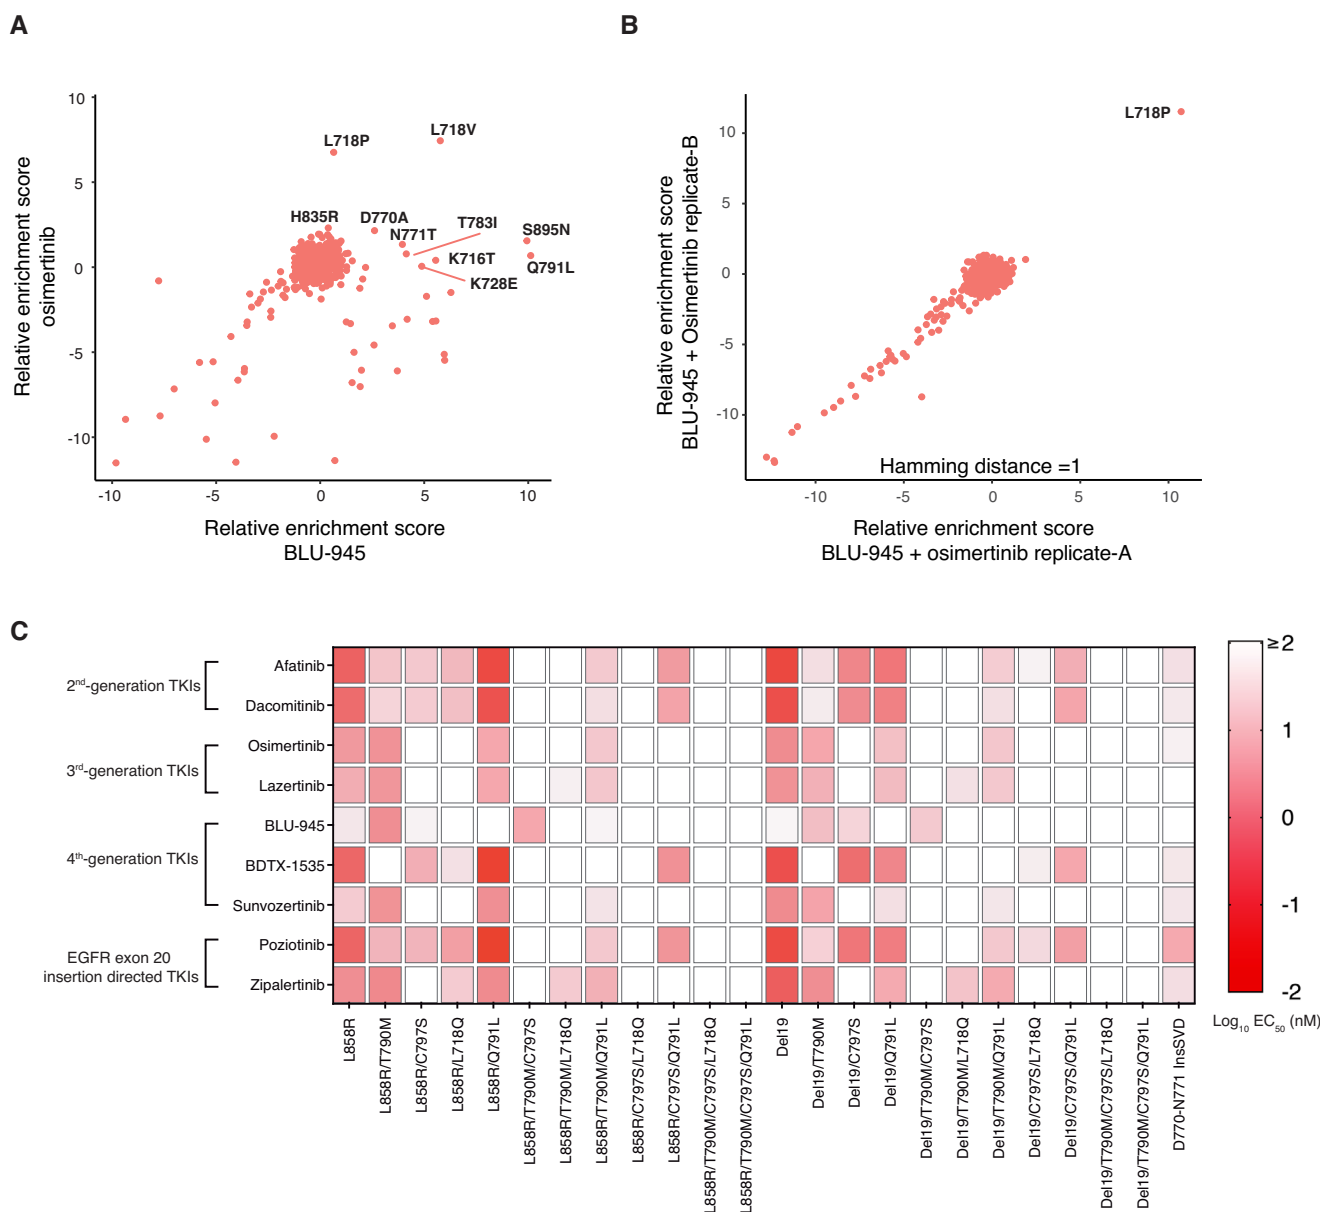 A
Relative enrichment score
osimertinib
10
5
0
-5
-10
L718P
L718V
H835R
D770A
N771T
T783I
S895N
K716T
Q791L
K728E
-10
-5
0
5
10
Relative enrichment score
BLU-945
B
Relative enrichment score
BLU-945 + Osimertinib replicate-B
10
5
0
-5
-10
L718P
Hamming distance =1
-10
-5
0
5
10
Relative enrichment score
BLU-945 + osimertinib replicate-A
C
2nd-generation TKIs
3rd-generation TKIs
4th-generation TKIs
EGFR exon 20
insertion directed TKIs
Afatinib
Dacomitinib
Osimertinib
Lazertinib
BLU-945
BDTX-1535
Sunvozertinib
Poziotinib
Zipalertinib
L858R
L858R/T790M
L858R/C797S
L858R/L718Q
L858R/Q791L
L858R/T790M/C797S
L858R/T790M/L718Q
L858R/T790M/Q791L
L858R/C797S/L718Q
L858R/C797S/Q791L
L858R/T790M/C797S/L718Q
L858R/T790M/C797S/Q791L
Del19
Del19/T790M
Del19/C797S
Del19/Q791L
Del19/T790M/C797S
Del19/T790M/L718Q
Del19/T790M/Q791L
Del19/C797S/L718Q
Del19/C797S/Q791L
Del19/T790M/C797S/L718Q
Del19/T790M/C797S/Q791L
D770-N771 InsSVD
≥2
1
0
-1
-2
Log10 EC50 (nM)